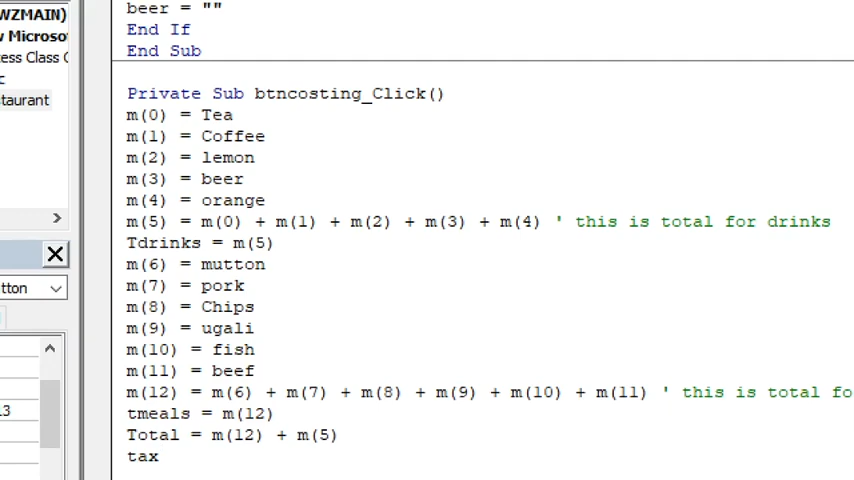 WZMAIN)
w Microsof
tess Class O
c
staurant
tton
13
beer = ""
End If
End Sub
Private Sub btncosting_Click()
m(0) = Tea
m(1) = Coffee
m(2) = lemon
m(3) = beer
m(4) = orange
m(5) = m(0) + m(1) + m(2) + m(3) + m(4) ' this is total for drinks
Tdrinks = m(5)
m(6) = mutton
m(7) = pork
m(8) = Chips
m(9) = ugali
m(10) = fish
m(11) = beef
m(12) = m(6) + m(7) + m(8) + m(9) + m(10) + m(11) ' this is total fo
tmeals = m(12)
Total = m(12) + m(5)
tax